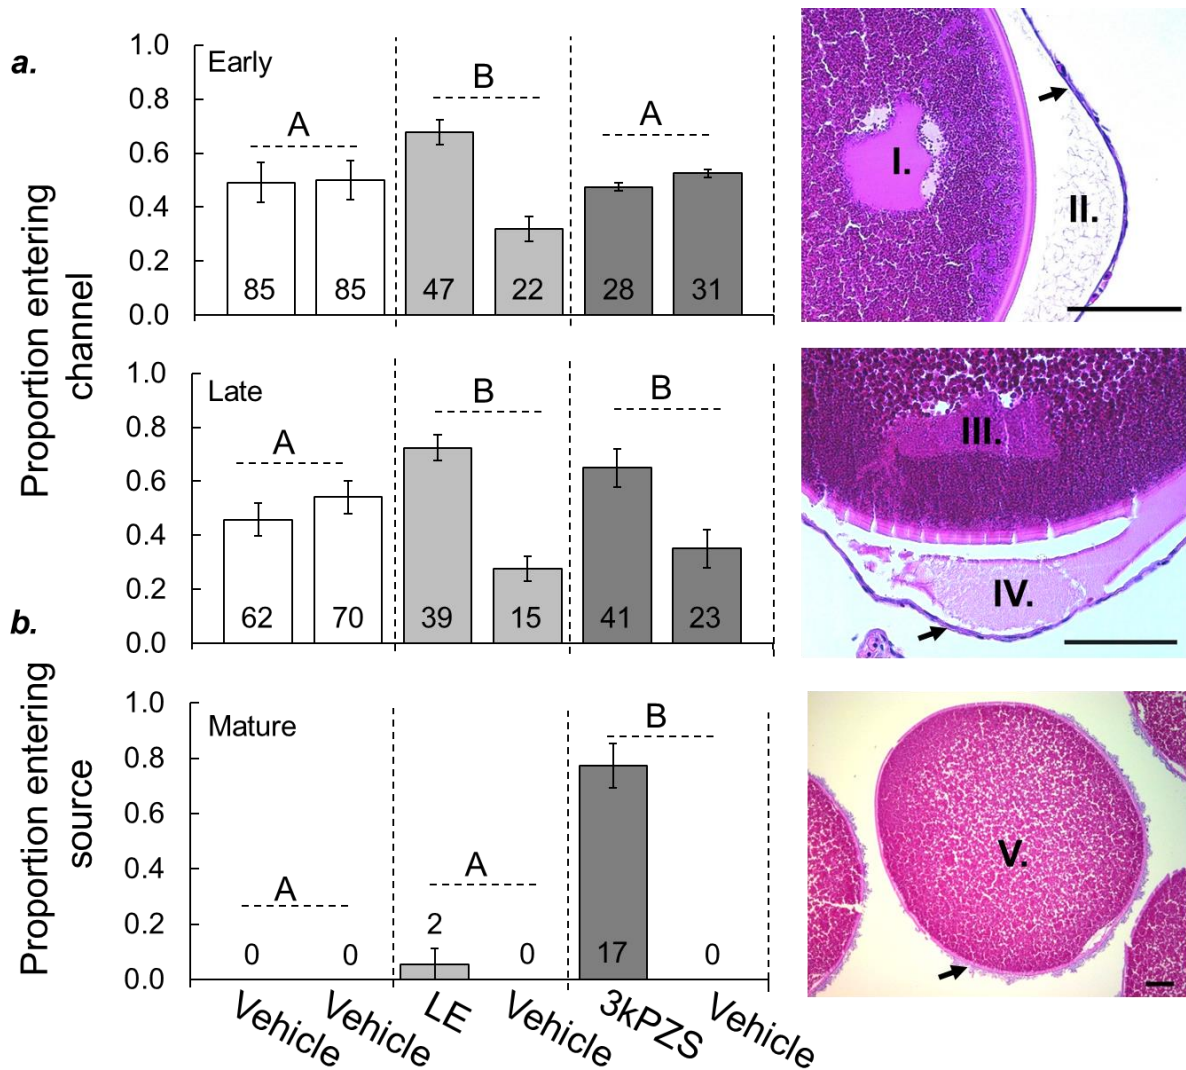 a.
Proportion entering
channel
1.0
0.8
0.6
0.4
0.2
0.0
Early
A
B
A
85
85
47
22
28
31
I.
II.
1.0
0.8
0.6
0.4
0.2
0.0
Late
A
B
B
62
70
39
15
41
23
III.
IV.
b.
Proportion entering
source
1.0
0.8
0.6
0.4
0.2
0.0
Mature
A
A
B
0
0
2
0
17
0
V.
Vehicle
Vehicle
LE
Vehicle
3kPZS
Vehicle